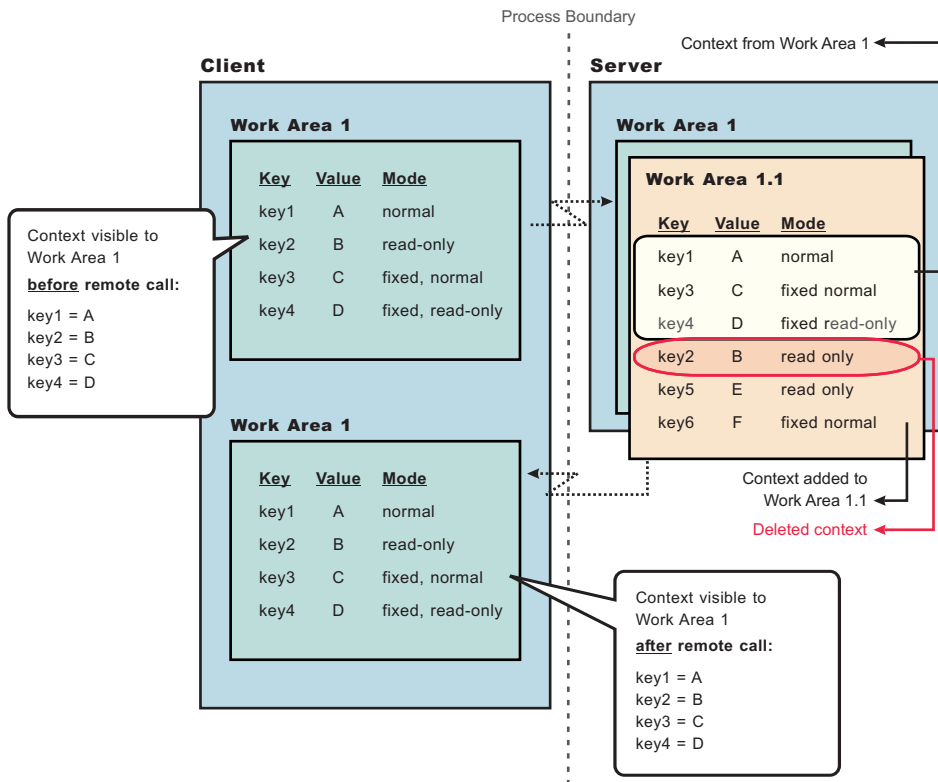 Process Boundary
Context from Work Area 1
Client
Server
Work Area 1
Key Value Mode
key1 A normal
key2 B read-only
key3 C fixed, normal
key4 D fixed, read-only
Context visible to
Work Area 1
before remote call:
key1 = A
key2 = B
key3 = C
key4 = D
Work Area 1
Work Area 1.1
Key Value Mode
key1 A normal
key3 C fixed normal
key4 D fixed read-only
key2 B read only
key5 E read only
key6 F fixed normal
Context added to
Work Area 1.1
Deleted context
Work Area 1
Key Value Mode
key1 A normal
key2 B read-only
key3 C fixed, normal
key4 D fixed, read-only
Context visible to
Work Area 1
after remote call:
key1 = A
key2 = B
key3 = C
key4 = D